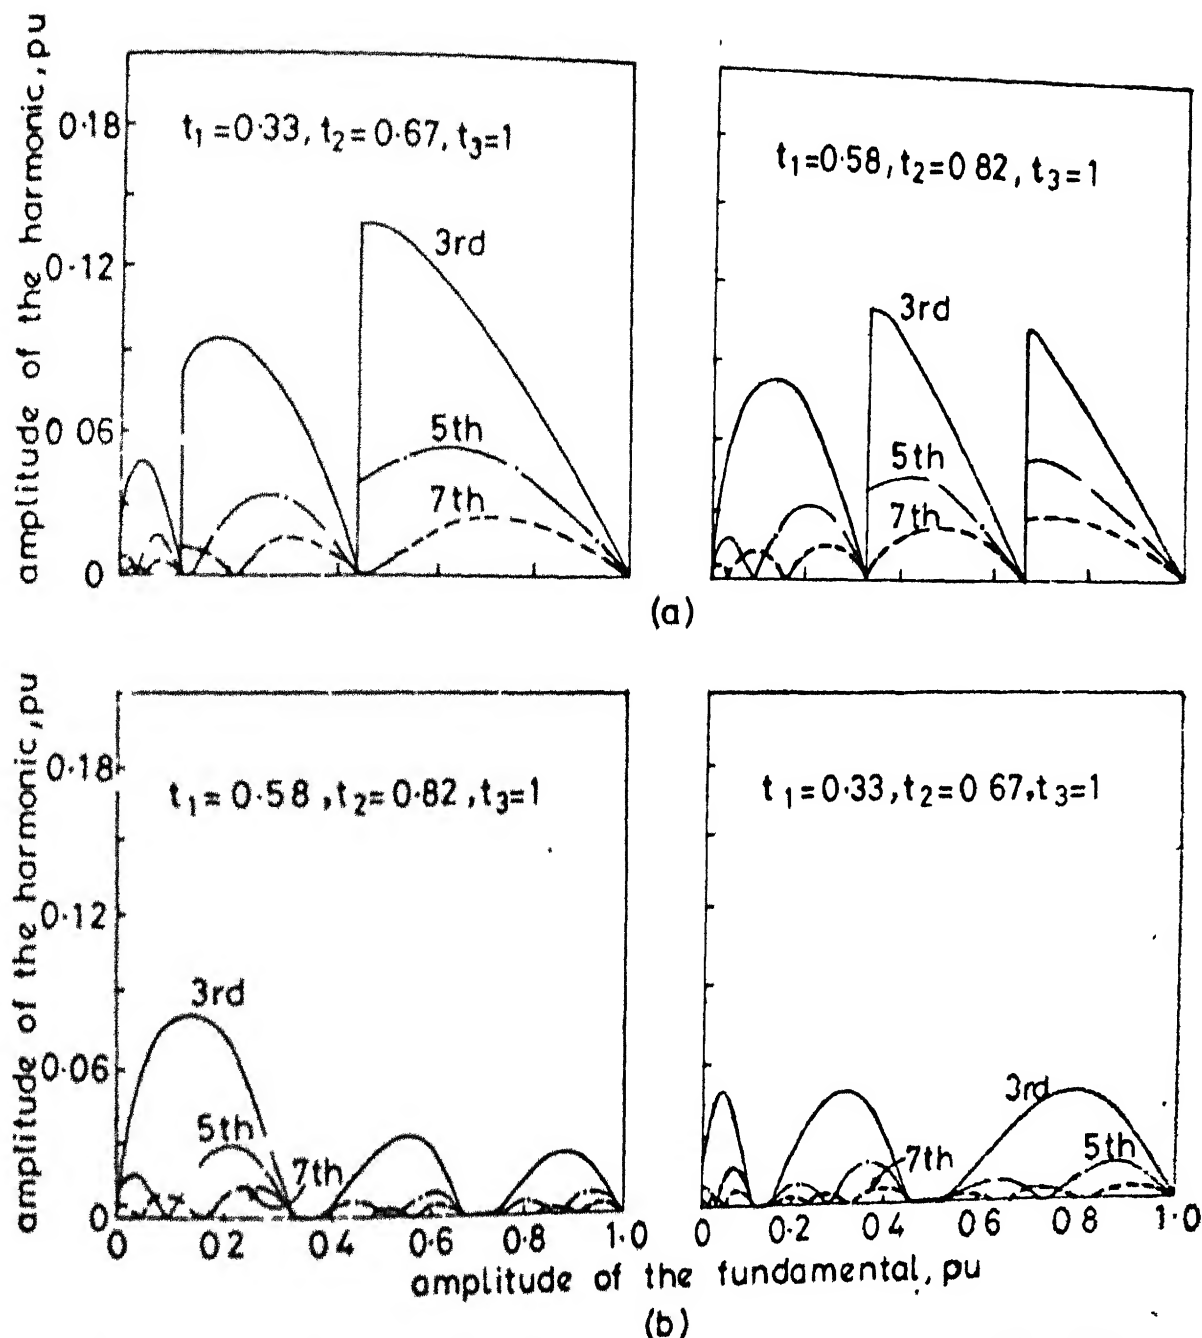 amplitude of the harmonic, pu
0.18
0.12
0 06
0
t1=0.33, t2=0.67, t3=1
3rd
5th
7th
t1=0.58, t2=0 82, t3=1
3rd
5th
7th
(a)
amplitude of the harmonic, pu
0.18
0.12
0.06
0
t1=0.58, t2=0.82, t3=1
3rd
5th
7th
0 02 04 0.6 0.8 1.0
t1=0.33, t2=0 67, t3=1
3rd
5th
7th
0 0.2 0.4 0.6 0.8 1.0
amplitude of the fundamental, pu
(b)